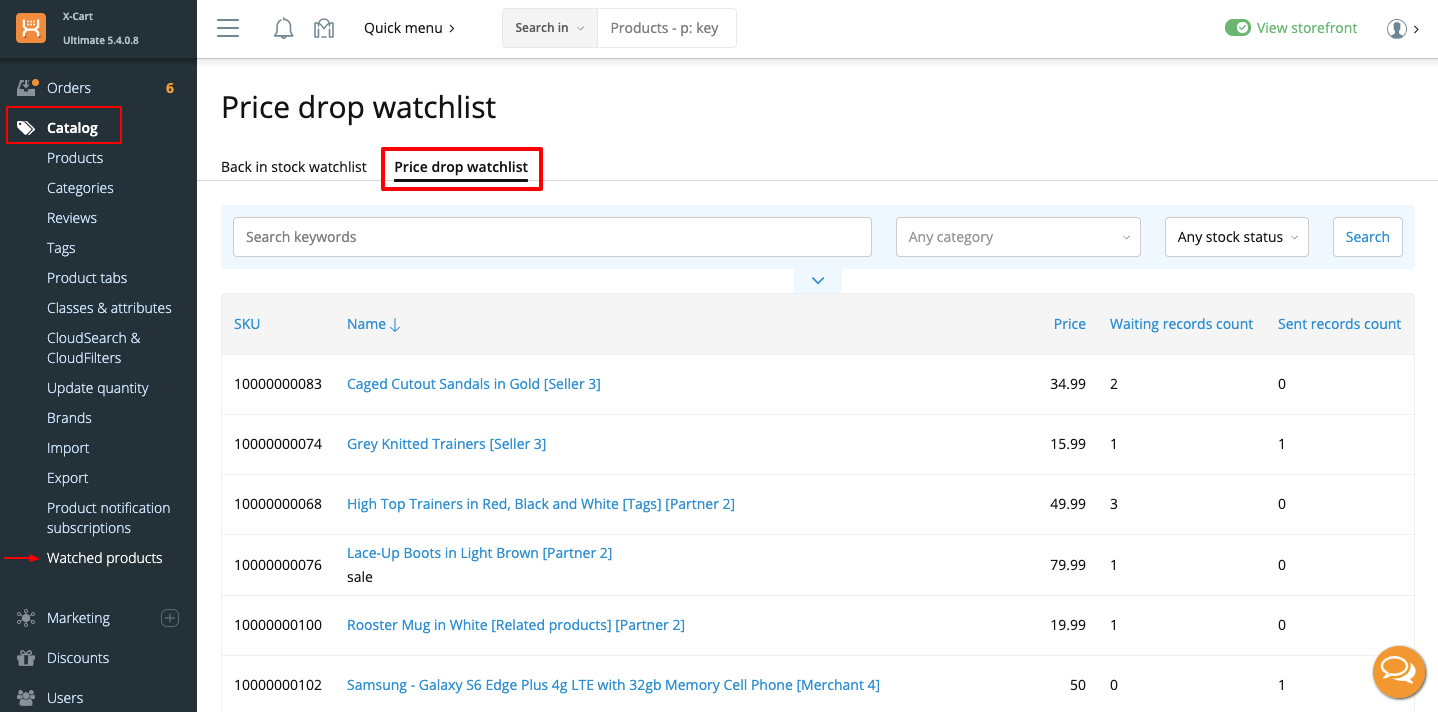 X-Cart
Ultimate 5.4.0.8
Quick menu
Search in
Products - p: key
View storefront
Orders 6
Catalog
Products
Categories
Reviews
Tags
Product tabs
Classes & attributes
CloudSearch &
CloudFilters
Update quantity
Brands
Import
Export
Product notification
subscriptions
Watched products
Marketing
Discounts
Users
Price drop watchlist
Back in stock watchlist Price drop watchlist
Search keywords Any category Any stock status Search
SKU Name Price Waiting records count Sent records count
10000000083 Caged Cutout Sandals in Gold [Seller 3] 34.99 2 0
10000000074 Grey Knitted Trainers [Seller 3] 15.99 1 1
10000000068 High Top Trainers in Red, Black and White [Tags] [Partner 2] 49.99 3 0
10000000076 Lace-Up Boots in Light Brown [Partner 2] 79.99 1 0
sale
10000000100 Rooster Mug in White [Related products] [Partner 2] 19.99 1 0
10000000102 Samsung - Galaxy S6 Edge Plus 4g LTE with 32gb Memory Cell Phone [Merchant 4] 50 0 1